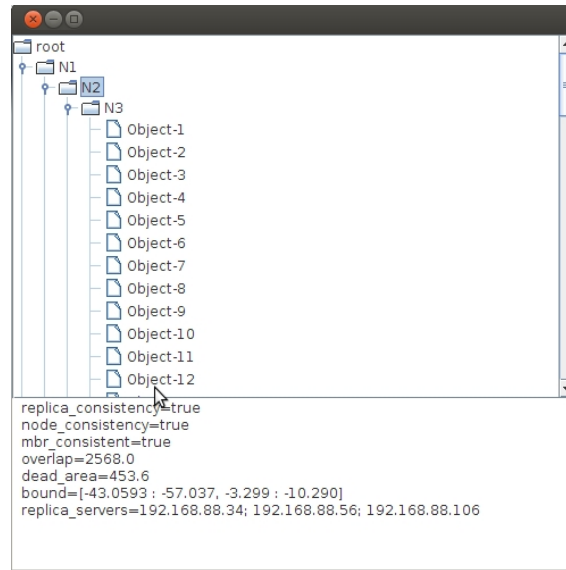 root
N1
N2
N3
Object-1
Object-2
Object-3
Object-4
Object-5
Object-6
Object-7
Object-8
Object-9
Object-10
Object-11
Object-12
replica_consistency=true
node_consistency=true
mbr_consistent=true
overlap=2568.0
dead_area=453.6
bound=[-43.0593 : -57.037, -3.299 : -10.290]
replica_servers=192.168.88.34; 192.168.88.56; 192.168.88.106